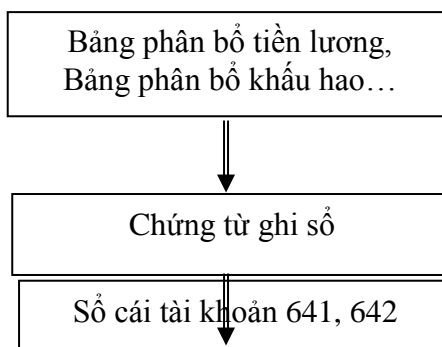 Bảng phân bổ tiền lương,
Bảng phân bổ khấu hao…
Chứng từ ghi sổ
Sổ cái tài khoản 641, 642